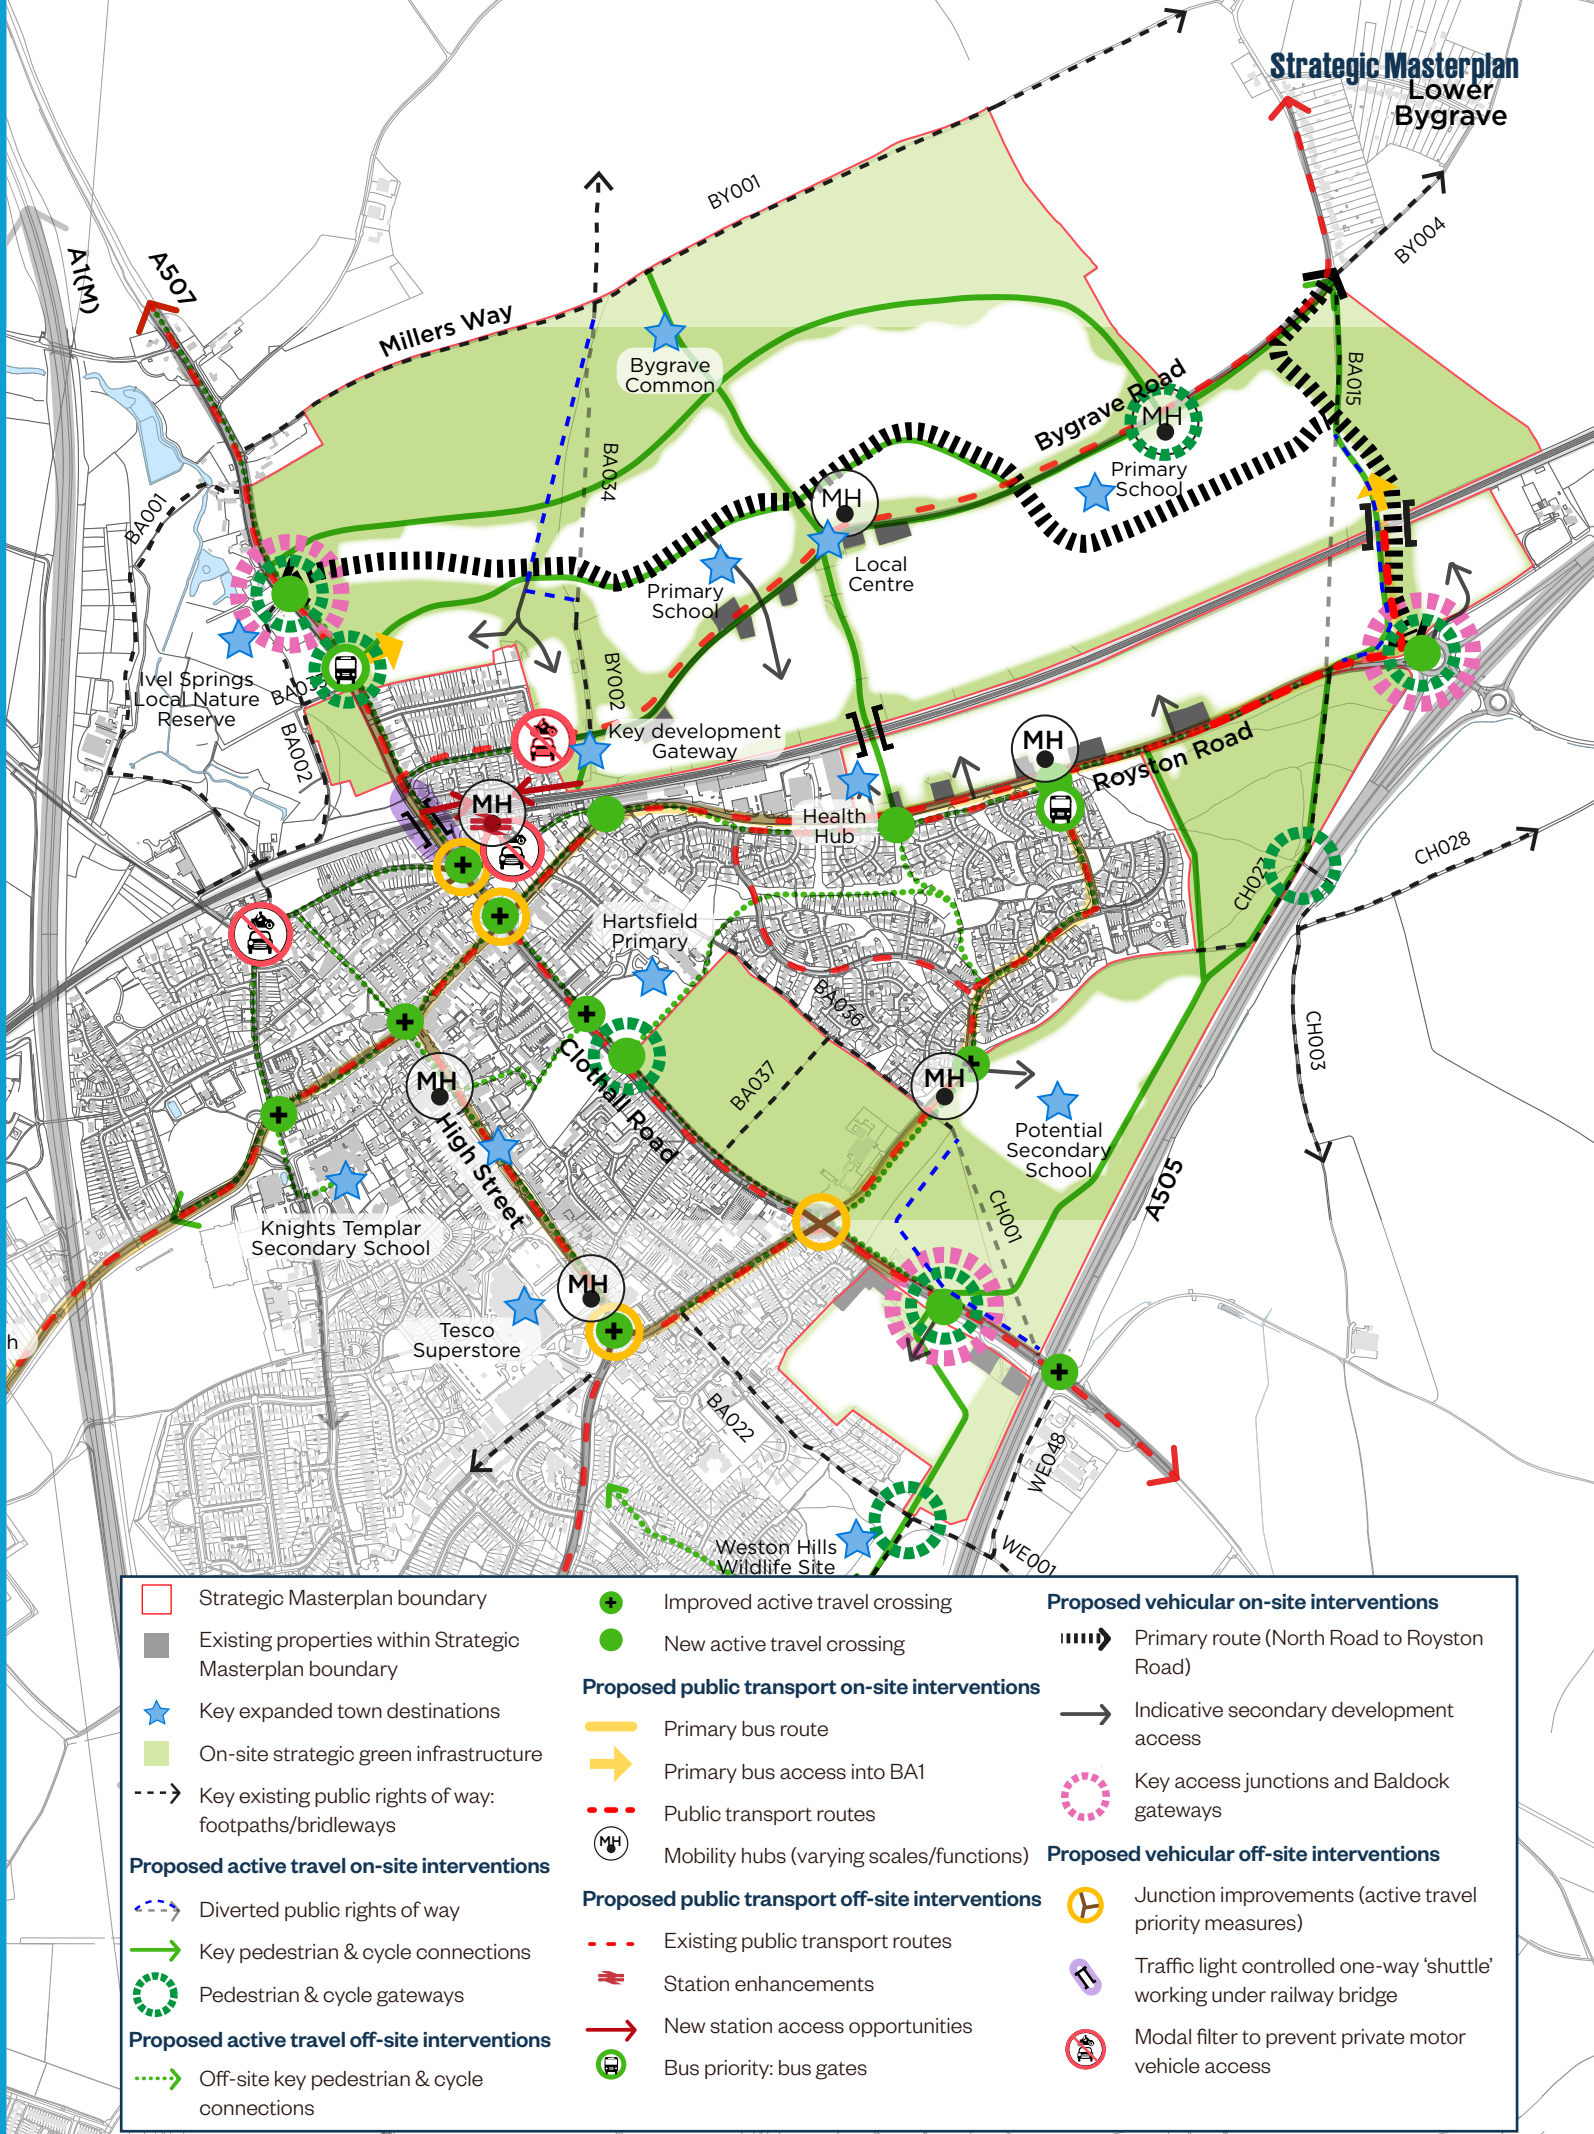 Strategic Masterplan
Lower
Bygrave
BY001
BY004
A1(M)
A507
Millers Way
Bygrave
Common
BA034
Bygrave Road
MH
BA015
Primary
School
MH
BA001
Local
Centre
Primary
School
Ivel Springs
Local Nature
Reserve
BA002
BY002
Key development
Gateway
MH
MH
Royston Road
Health
Hub
CH028
CH027
Hartsfield
Primary
BA036
CH003
BA037
MH
MH
Clothall Road
High Street
Potential
Secondary
School
CH001
A505
Knights Templar
Secondary School
MH
Tesco
Superstore
h
BA022
WE048
WE001
Weston Hills
Wildlife Site
Strategic Masterplan boundary
Existing properties within Strategic
Masterplan boundary
Key expanded town destinations
On-site strategic green infrastructure
Key existing public rights of way:
footpaths/bridleways
Proposed active travel on-site interventions
Diverted public rights of way
Key pedestrian & cycle connections
Pedestrian & cycle gateways
Proposed active travel off-site interventions
Off-site key pedestrian & cycle
connections
Improved active travel crossing
New active travel crossing
Proposed public transport on-site interventions
Primary bus route
Primary bus access into BA1
Public transport routes
MH
Mobility hubs (varying scales/functions)
Proposed public transport off-site interventions
Existing public transport routes
Station enhancements
New station access opportunities
Bus priority: bus gates
Proposed vehicular on-site interventions
Primary route (North Road to Royston
Road)
Indicative secondary development
access
Key access junctions and Baldock
gateways
Proposed vehicular off-site interventions
Junction improvements (active travel
priority measures)
Traffic light controlled one-way ‘shuttle’
working under railway bridge
Modal filter to prevent private motor
vehicle access